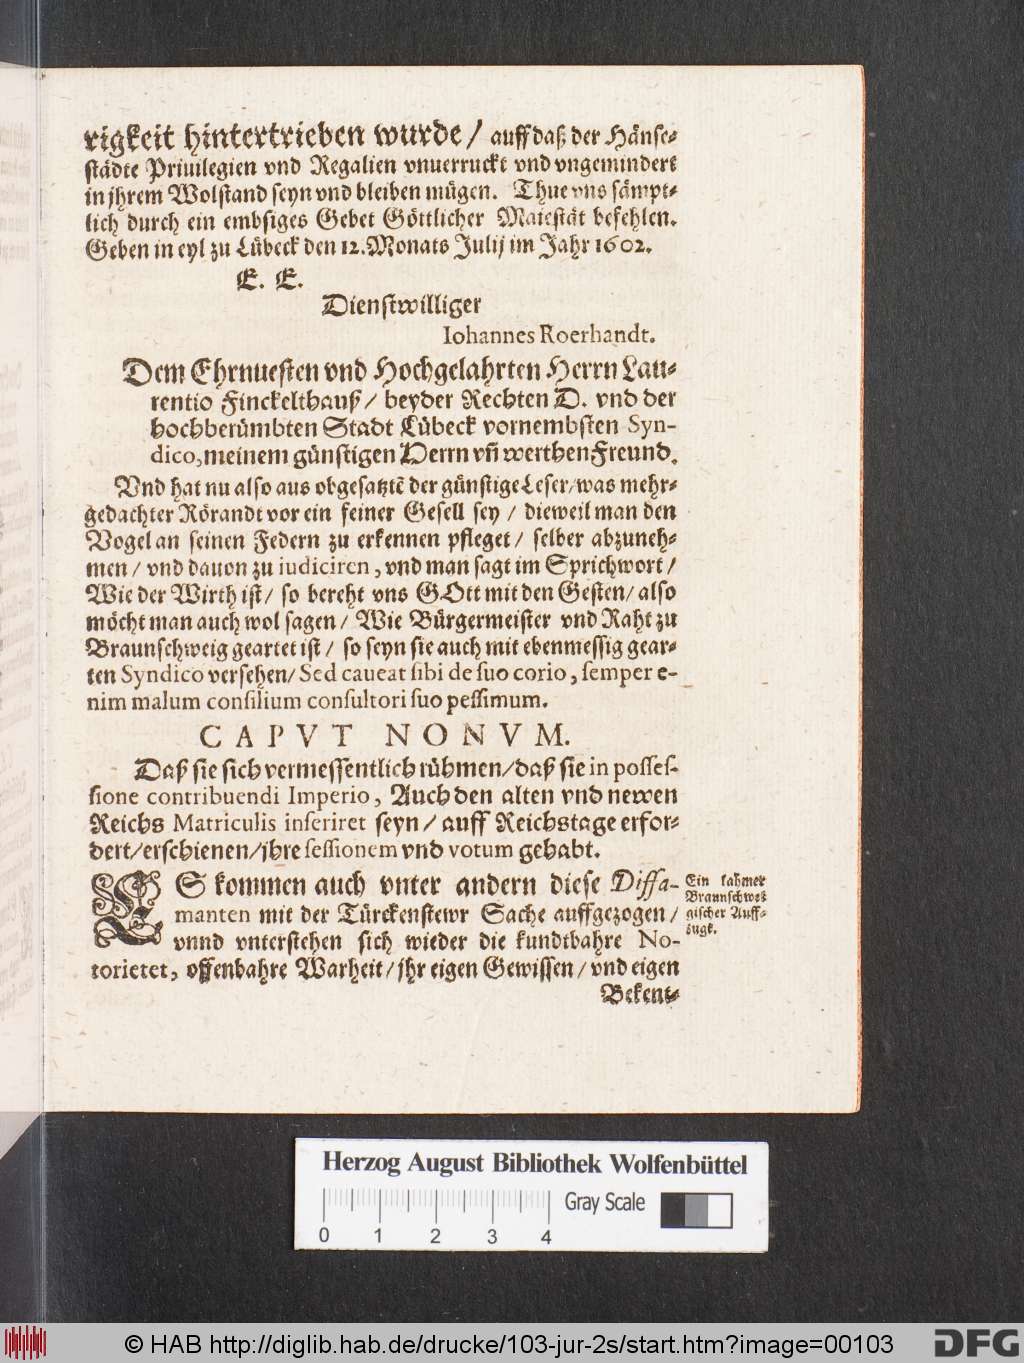 rigkeit hintertrieben wurde / auff daß der Hänse-
städte Priuilegien vnd Regalien vnuerruckt vnd vngemindert
in jhrem Wolstand seyn vnd bleiben mügen. Thue vns sämpt-
lich durch ein embsiges Gebet Göttlicher Maiestät befehlen.
Geben in eyl zu Lübeck den 12. Monats Julij im Jahr 1602.
E. E.
Dienstwilliger
Iohannes Roerhandt.
Dem Ehrnuesten vnd Hochgelahrten Herrn Lau-
rentio Finckelthauß / beyder Rechten D. vnd der
hochberümbten Stadt Lübeck vornembsten Syn-
dico, meinem günstigen Herrn vñ werthen Freund.
Vnd hat nu also aus obgesatztē der günstige Leser / was mehr-
gedachter Rörandt vor ein feiner Gesell sey / dieweil man den
Vogel an seinen Federn zu erkennen pfleget / selber abzuneh-
men / vnd dauon zu iudiciren, vnd man sagt im Sprichwort /
Wie der Wirth ist / so bereht vns GOtt mit den Gesten / also
möcht man auch wol sagen / Wie Bürgermeister vnd Raht zu
Braunschweig geartet ist / so seyn sie auch mit ebenmessig gear-
ten Syndico versehen / Sed caueat sibi de suo corio, semper e-
nim malum consilium consultori suo pessimum.
CAPVT NONVM.
Daß sie sich vermessentlich rühmen / daß sie in posses-
sione contribuendi Imperio, Auch den alten vnd newen
Reichs Matriculis inseriret seyn / auff Reichstage erfor-
dert / erschienen / jhre sessionem vnd votum gehabt.
ES kommen auch vnter andern diese Diffa-
manten mit der Türckenstewr Sache auffgezogen /
vnnd vnterstehen sich wieder die kundtbahre No-
torietet, offenbahre Warheit / jhr eigen Gewissen / vnd eigen
Bekent-
Ein lahmer
Braunschwei
gischer Auff-
zugk.
Herzog August Bibliothek Wolfenbüttel
Gray Scale
0 1 2 3 4
© HAB http://diglib.hab.de/drucke/103-jur-2s/start.htm?image=00103
DFG